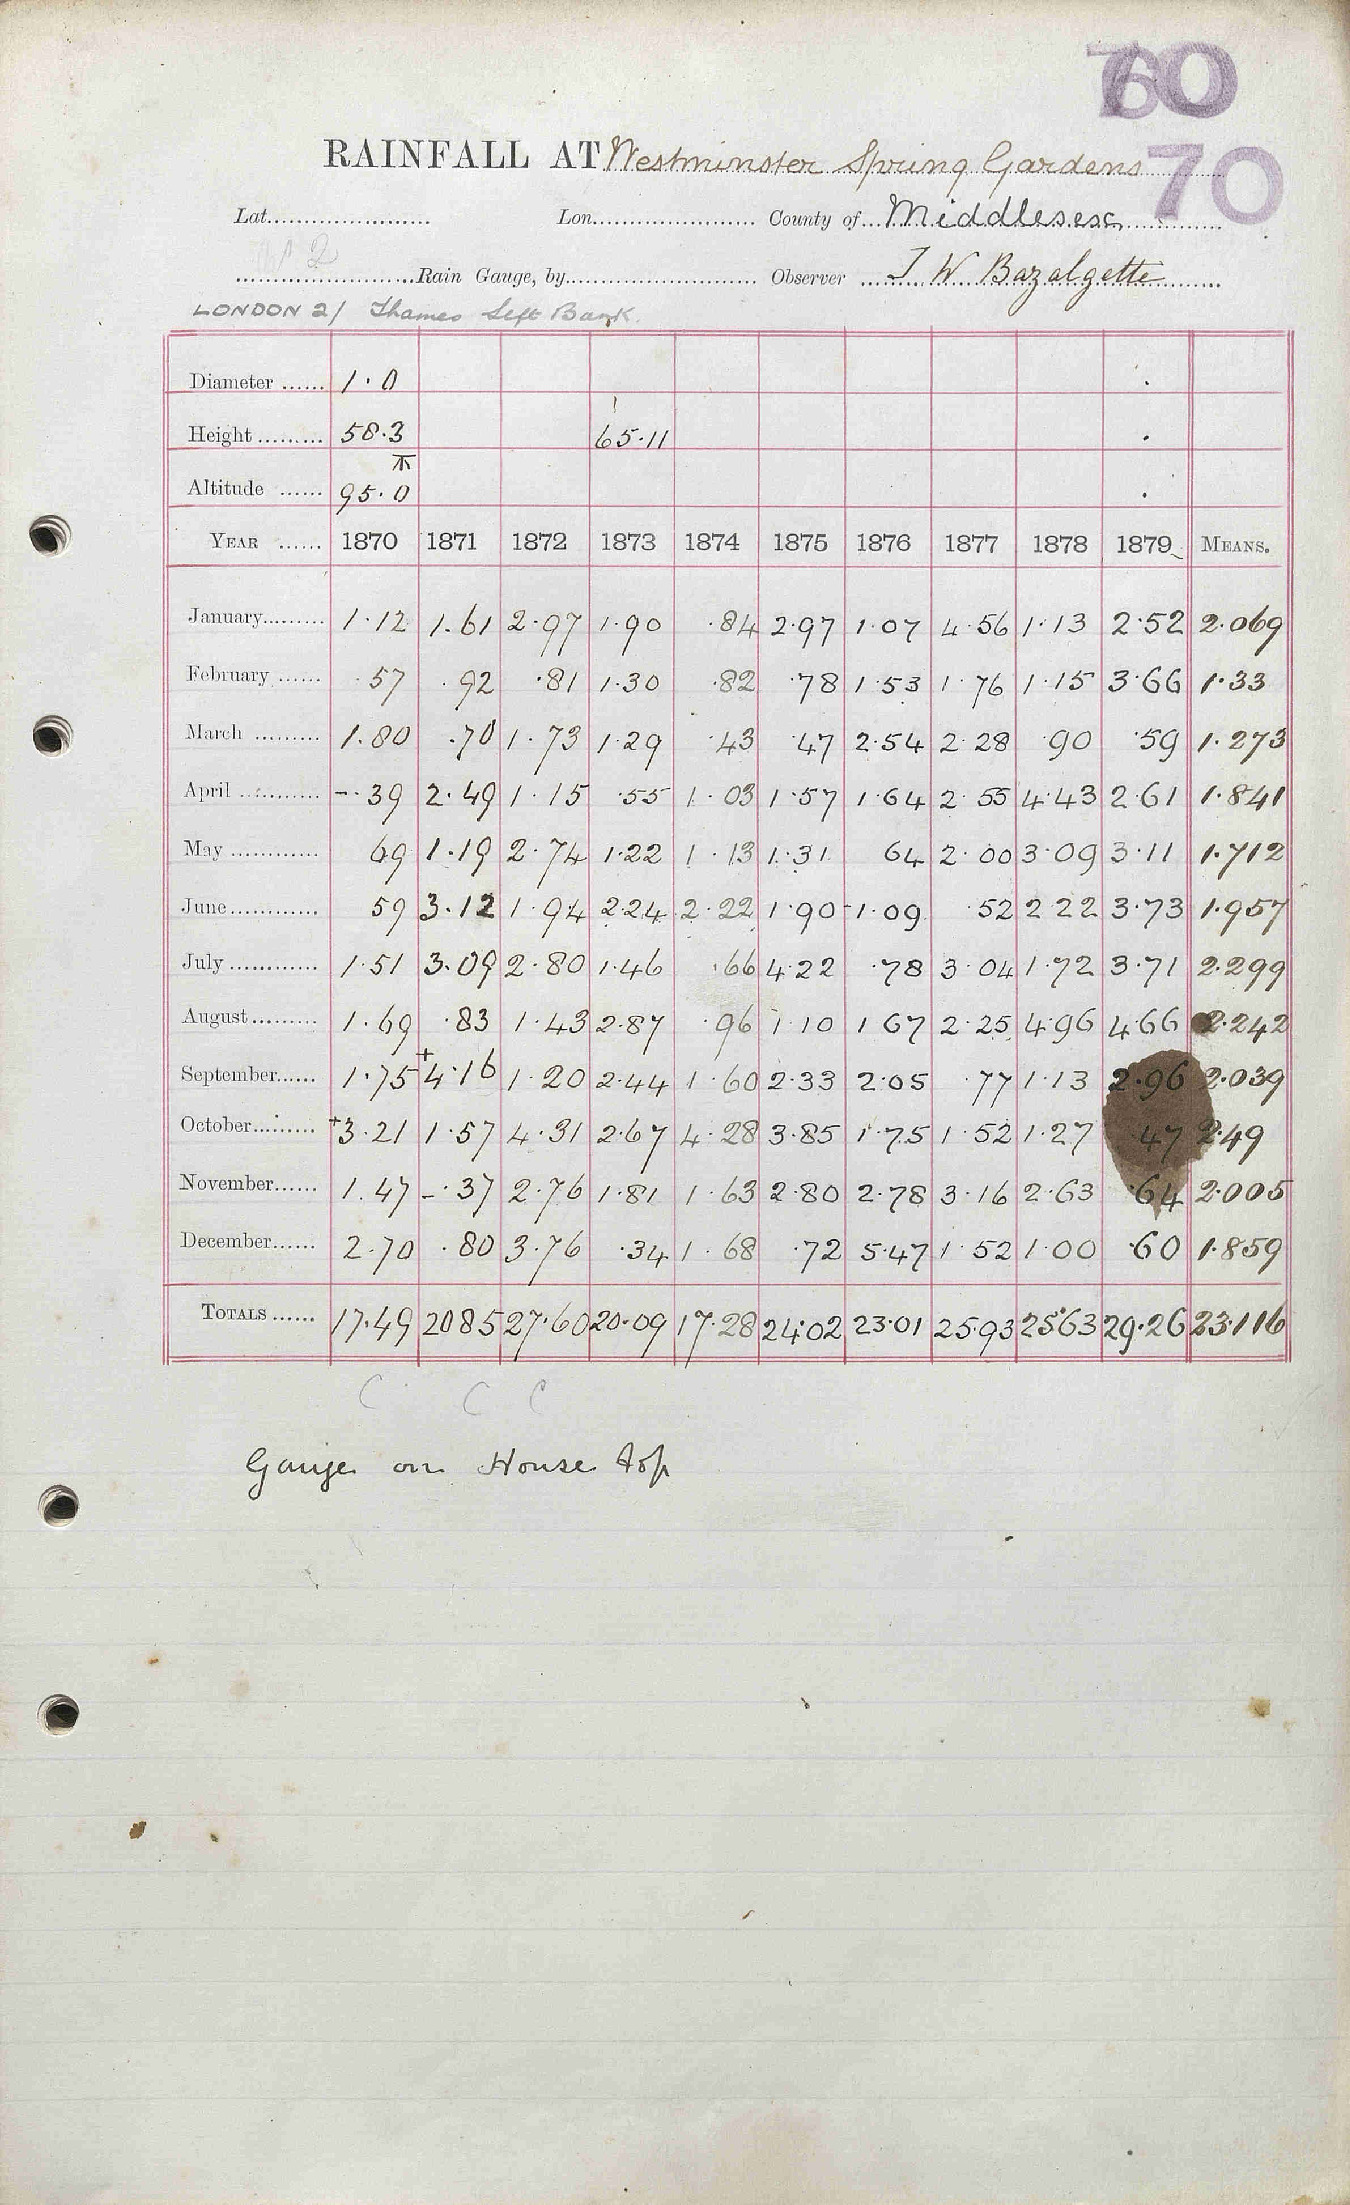 760
70
RAINFALL AT Westminster Spring Gardens
Lat. Lon. County of Middlesex
2 Rain Gauge, by Observer J W Bazalgette
LONDON 2/ Thames Left Bank.
Diameter 1.0
Height 58.3 65.11
Altitude 95.0
YEAR 1870 1871 1872 1873 1874 1875 1876 1877 1878 1879 MEANS.
January 1.12 1.61 2.97 1.90 .84 2.97 1.07 4.56 1.13 2.52 2.069
February .57 .92 .81 1.30 .82 .78 1.53 1.76 1.15 3.66 1.33
March 1.80 .70 1.73 1.29 .43 .47 2.54 2.28 .90 .59 1.273
April -.39 2.49 1.15 .55 1.03 1.57 1.64 2.55 4.43 2.61 1.841
May 69 1.19 2.74 1.22 1.13 1.31 64 2.00 3.09 3.11 1.712
June 59 3.12 1.94 2.24 2.22 1.90 1.09 .52 2.22 3.73 1.957
July 1.51 3.09 2.80 1.46 .66 4.22 .78 3.04 1.72 3.71 2.299
August 1.69 .83 1.43 2.87 .96 1.10 1.67 2.25 4.96 4.66 2.242
September 1.75 +4.16 1.20 2.44 1.60 2.33 2.05 .77 1.13 2.96 2.039
October +3.21 1.57 4.31 2.67 4.28 3.85 1.75 1.52 1.27 47 2.49
November 1.47 -.37 2.76 1.81 1.63 2.80 2.78 3.16 2.63 .64 2.005
December 2.70 .80 3.76 .34 1.68 .72 5.47 1.52 1.00 .60 1.859
TOTALS 17.49 20 85 27.60 20.09 17.28 24.02 23.01 25.93 25.63 29.26 23.116
C C C
Gauge on House top